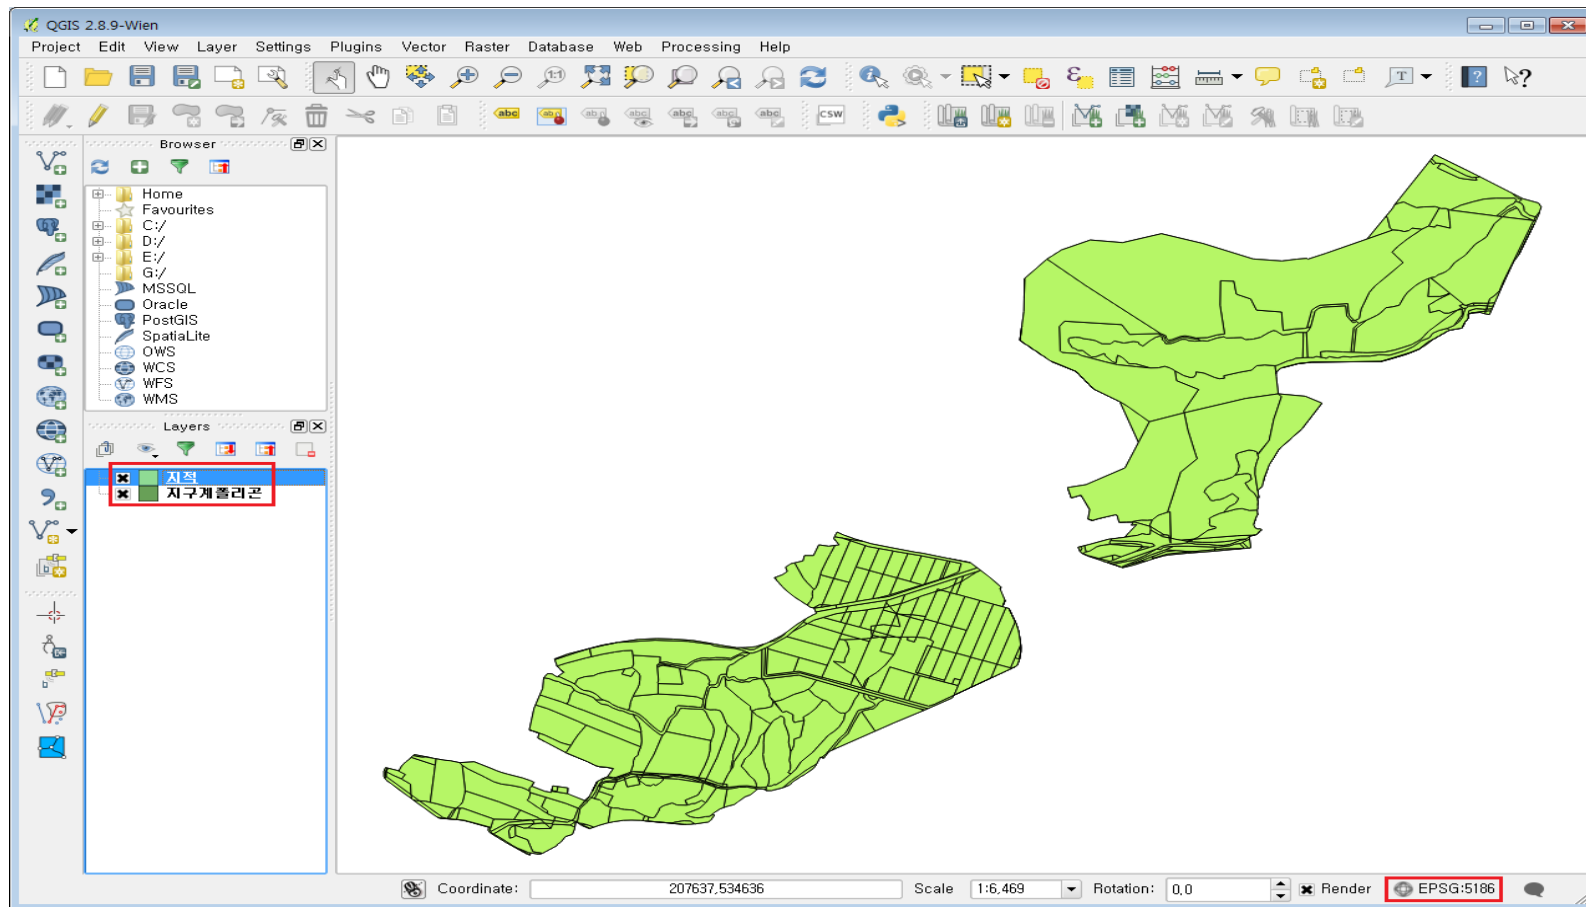 QGIS 2.8.9-Wien
Project Edit View Layer Settings Plugins Vector Raster Database Web Processing Help
Browser
Home
Favourites
C:/
D:/
E:/
G:/
MSSQL
Oracle
PostGIS
SpatiaLite
OWS
WCS
WFS
WMS
Layers
지적
지구계폴리곤
Coordinate: 207637,534636 Scale 1:6,469 Rotation: 0,0 Render EPSG:5186